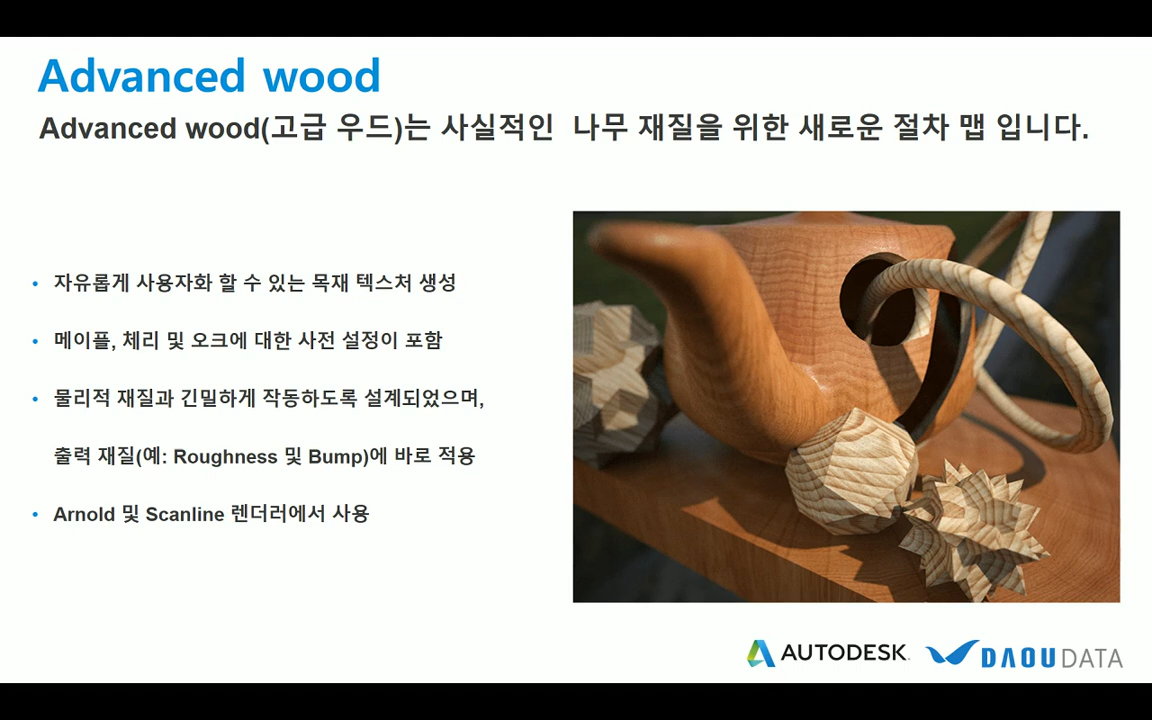 Advanced wood
Advanced wood(고급 우드)는 사실적인 나무 재질을 위한 새로운 절차 맵 입니다.
• 자유롭게 사용자화 할 수 있는 목재 텍스처 생성
• 메이플, 체리 및 오크에 대한 사전 설정이 포함
• 물리적 재질과 긴밀하게 작동하도록 설계되었으며,
출력 재질(예: Roughness 및 Bump)에 바로 적용
• Arnold 및 Scanline 렌더러에서 사용
AUTODESK. DAOU DATA